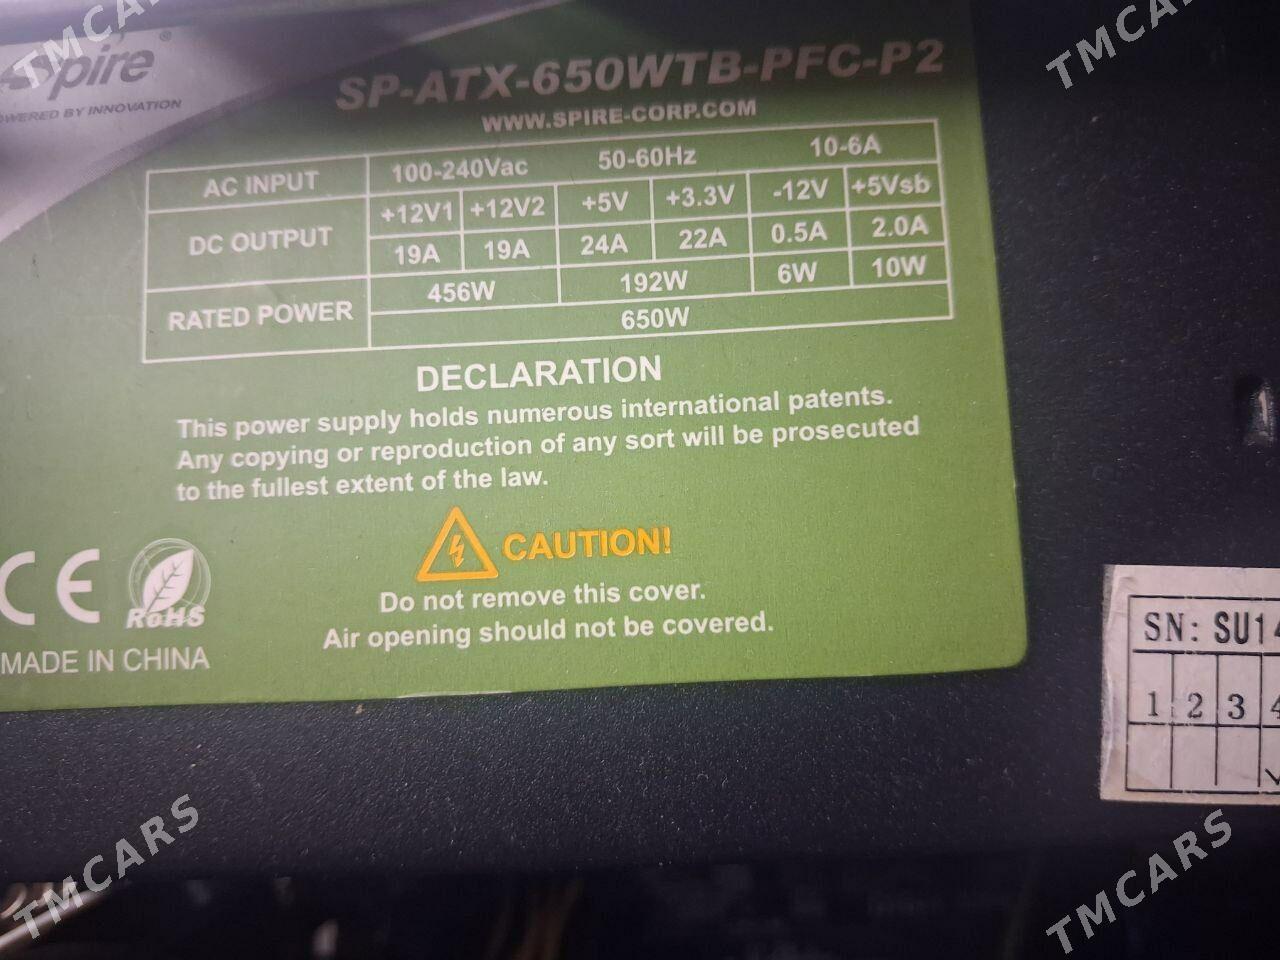 TMCARS
TMCARS
Spire®
POWERED BY INNOVATION
SP-ATX-650WTB-PFC-P2
WWW.SPIRE-CORP.COM
AC INPUT 100-240Vac 50-60Hz 10-6A
DC OUTPUT +12V1 +12V2 +5V +3.3V -12V +5Vsb
19A 19A 24A 22A 0.5A 2.0A
RATED POWER 456W 192W 6W 10W
650W
DECLARATION
This power supply holds numerous international patents.
Any copying or reproduction of any sort will be prosecuted
to the fullest extent of the law.
CAUTION!
Do not remove this cover.
Air opening should not be covered.
CE RoHS
MADE IN CHINA
SN: SU14
1 2 3 4
TMCARS
TMCARS